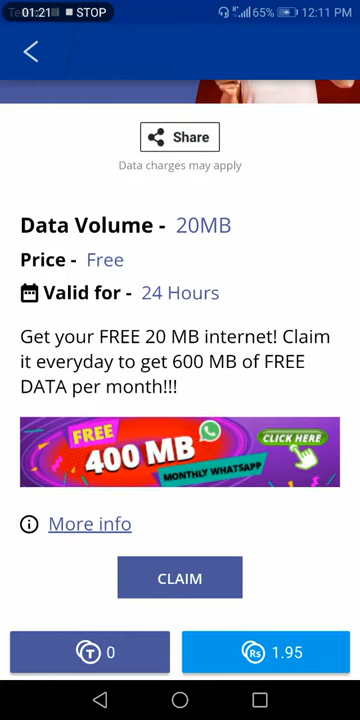 01:21 STOP 65% 12:11 PM
Share
Data charges may apply
Data Volume - 20MB
Price - Free
Valid for - 24 Hours
Get your FREE 20 MB internet! Claim
it everyday to get 600 MB of FREE
DATA per month!!!
FREE
400 MB
MONTHLY WHATSAPP
CLICK HERE
More info
CLAIM
T 0
Rs 1.95